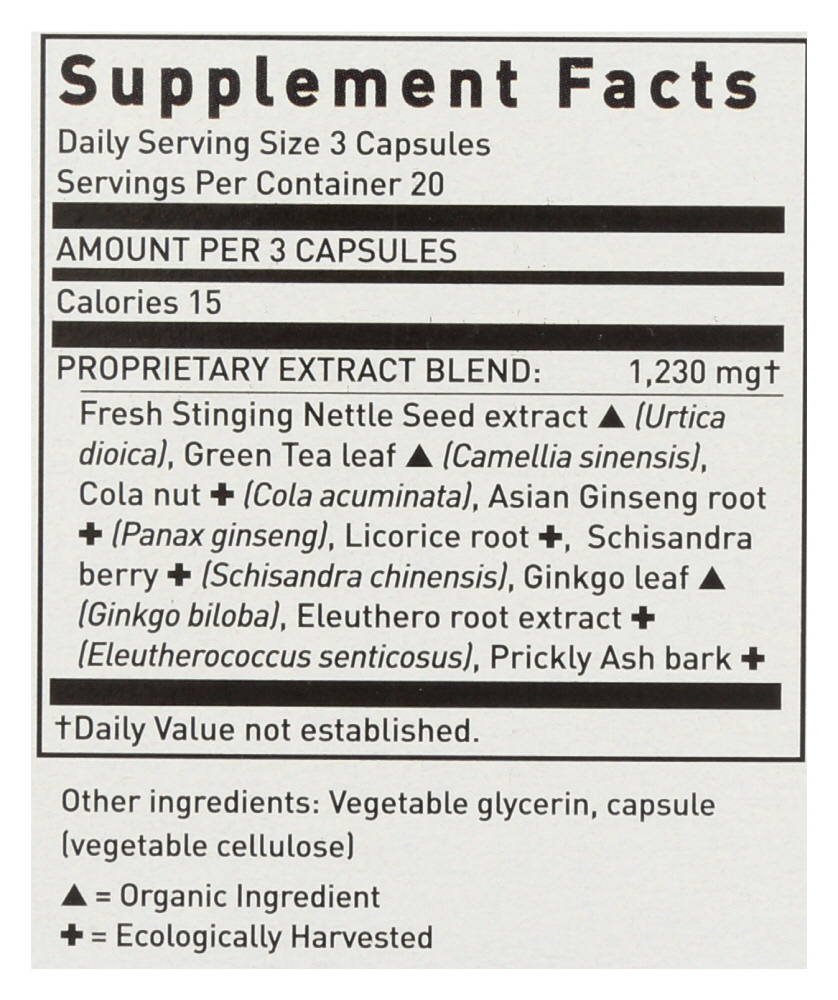 Supplement Facts
Daily Serving Size 3 Capsules
Servings Per Container 20
AMOUNT PER 3 CAPSULES
Calories 15
PROPRIETARY EXTRACT BLEND: 1,230 mg†
Fresh Stinging Nettle Seed extract ▲ (Urtica
dioica), Green Tea leaf ▲ (Camellia sinensis),
Cola nut ✚ (Cola acuminata), Asian Ginseng root
✚ (Panax ginseng), Licorice root ✚, Schisandra
berry ✚ (Schisandra chinensis), Ginkgo leaf ▲
(Ginkgo biloba), Eleuthero root extract ✚
(Eleutherococcus senticosus), Prickly Ash bark ✚
†Daily Value not established.
Other ingredients: Vegetable glycerin, capsule
(vegetable cellulose)
▲ = Organic Ingredient
✚ = Ecologically Harvested